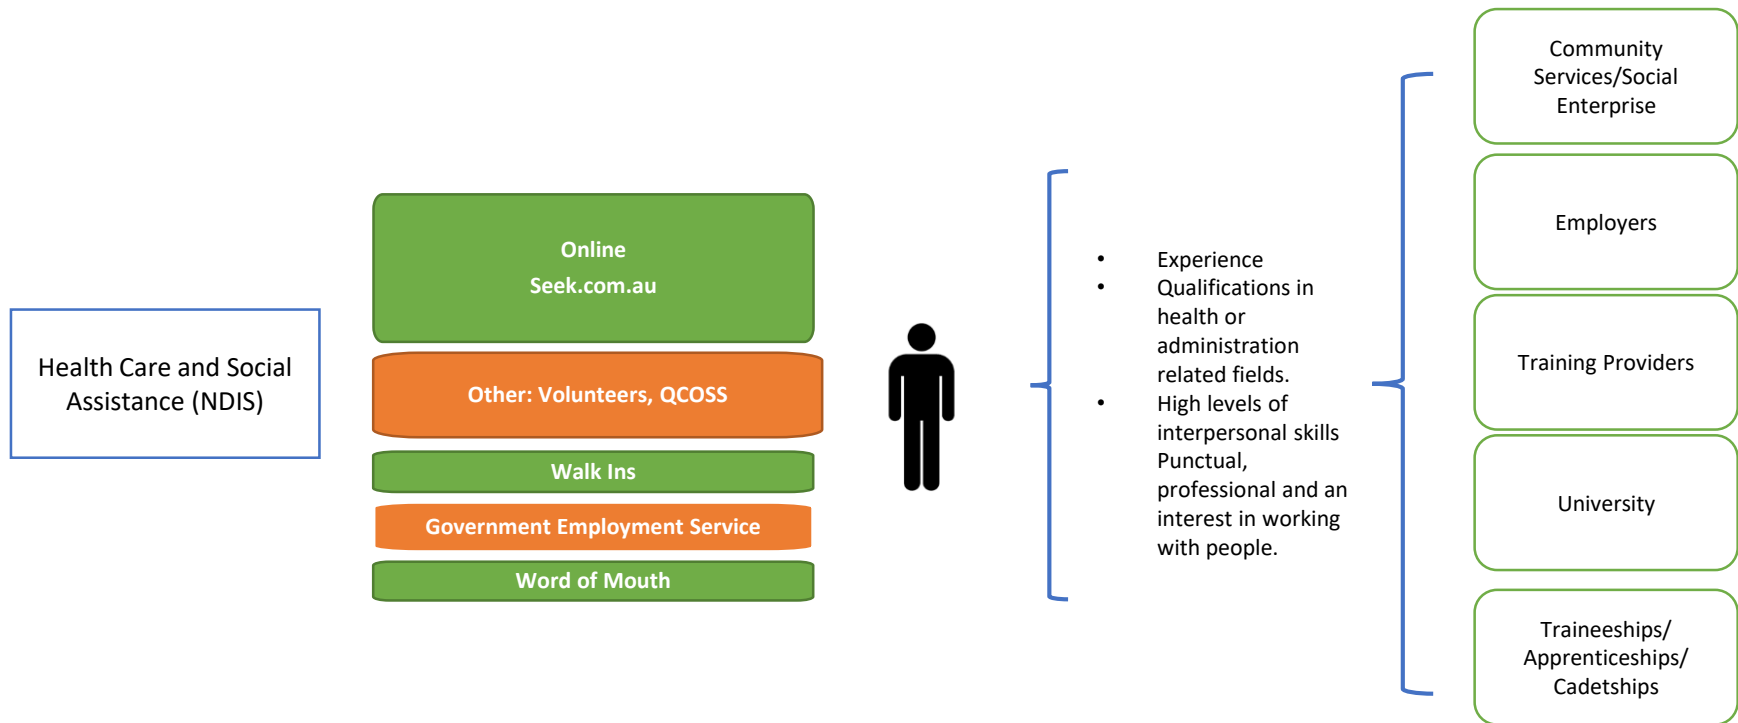 Health Care and Social
Assistance (NDIS)
Online
Seek.com.au
Other: Volunteers, QCOSS
Walk Ins
Government Employment Service
Word of Mouth
• Experience
• Qualifications in
health or
administration
related fields.
• High levels of
interpersonal skills
Punctual,
professional and an
interest in working
with people.
Community
Services/Social
Enterprise
Employers
Training Providers
University
Traineeships/
Apprenticeships/
Cadetships